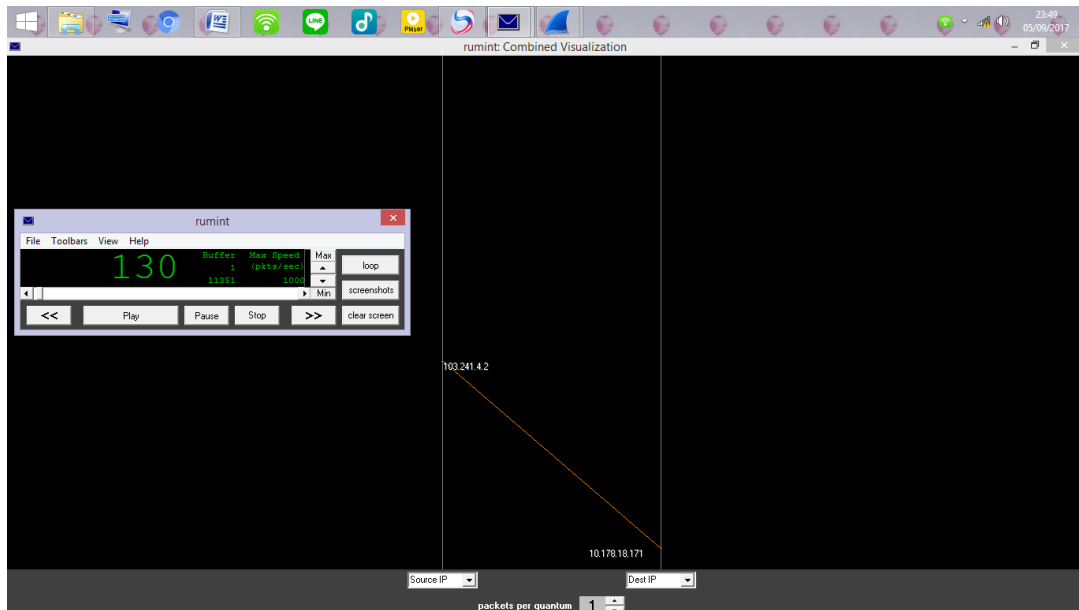 LINE
Player
23:49
05/09/2017
rumint: Combined Visualization
rumint
File Toolbars View Help
130
Buffer
1
11351
Max Speed
(pkts/sec)
1000
Max
Min
loop
screenshots
clear screen
<< Play Pause Stop >>
103.241.4.2
10.178.18.171
Source IP
Dest IP
packets per quantum 1